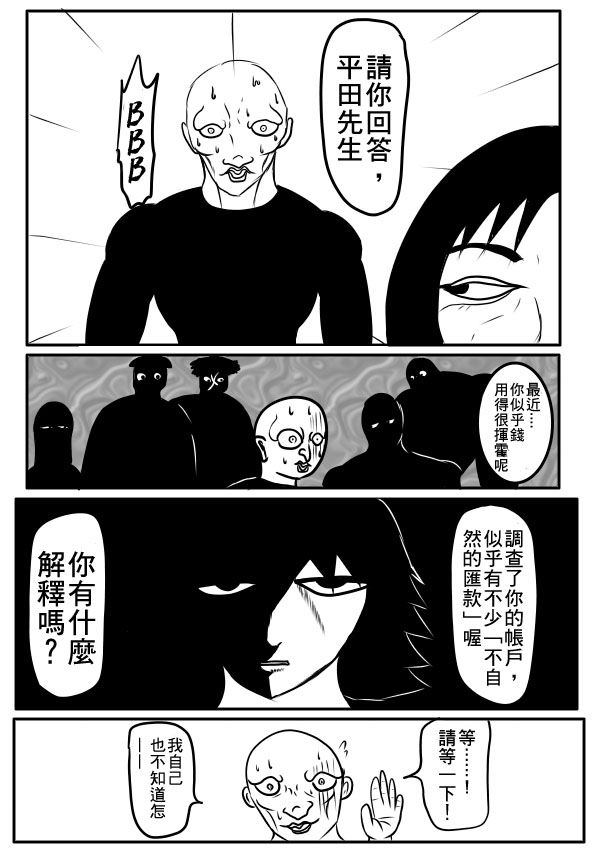 請你回答，
平田先生
BBB
最近……
你似乎錢
用得很揮霍呢
調查了你的帳戶，
似乎有不少「不自
然的匯款」喔
你有什麼
解釋嗎？
等……！
請等一下！
我自己
也不知道怎
——